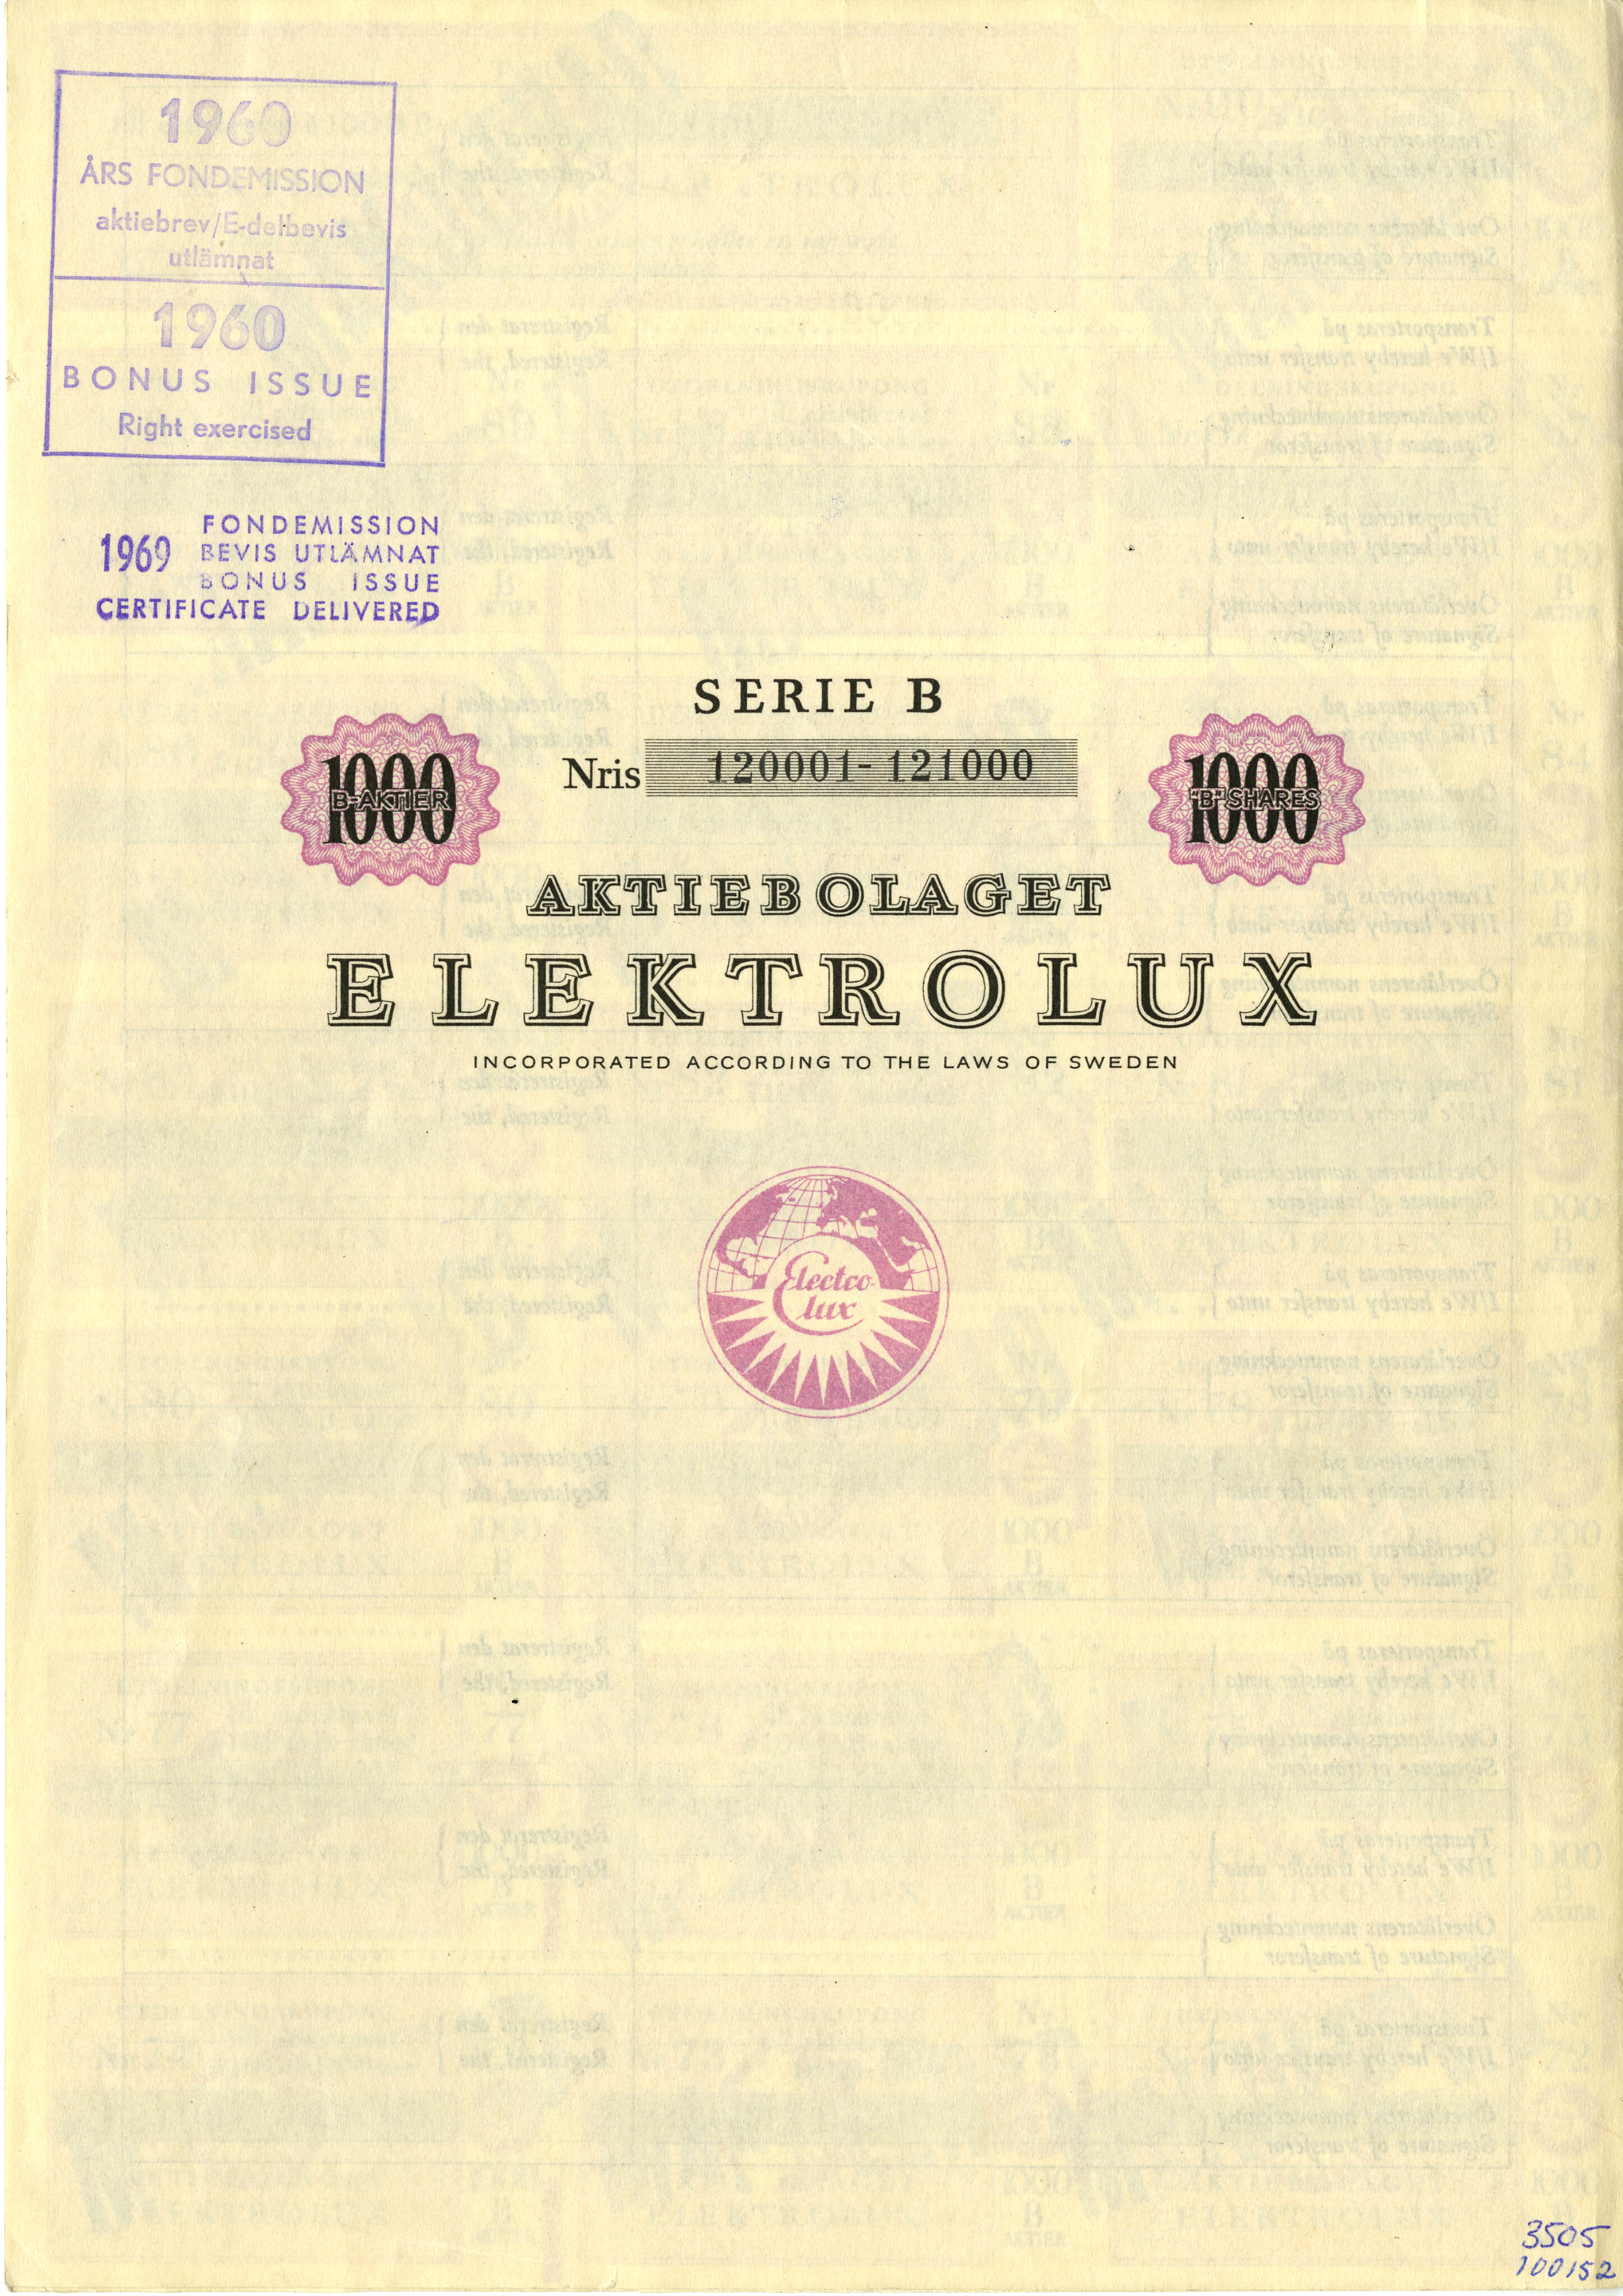 1960
ÅRS FONDEMISSION
aktiebrev/E-delbevis
utlämnat
1960
BONUS ISSUE
Right exercised
1969 FONDEMISSION
BEVIS UTLÄMNAT
BONUS ISSUE
CERTIFICATE DELIVERED
SERIE B
Nris 120001-121000
1000
B-AKTIER
1000
"B" SHARES
AKTIEBOLAGET
ELEKTROLUX
INCORPORATED ACCORDING TO THE LAWS OF SWEDEN
Electro-
lux
3505
100152